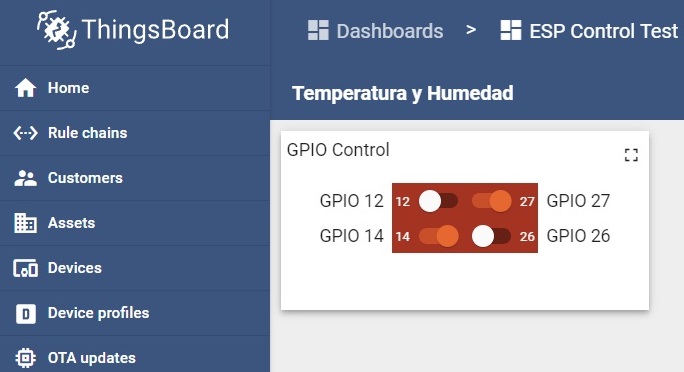 ThingsBoard
Dashboards > ESP Control Test
Temperatura y Humedad
Home
Rule chains
Customers
Assets
Devices
Device profiles
OTA updates
GPIO Control
GPIO 12 12 27 GPIO 27
GPIO 14 14 26 GPIO 26